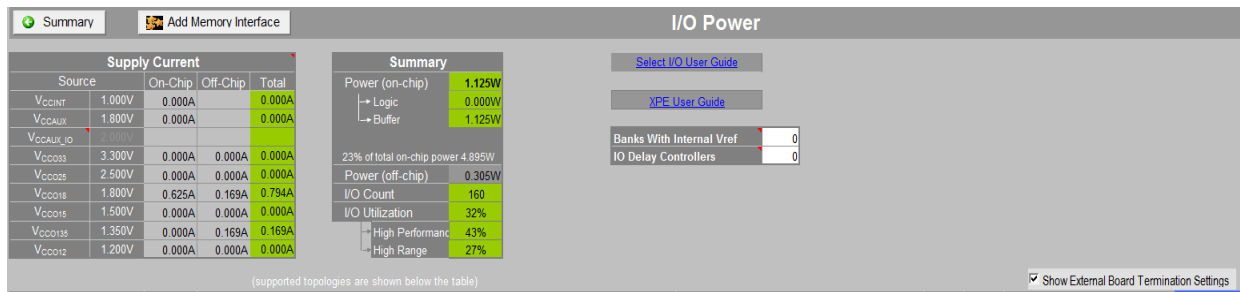 Summary Add Memory Interface I/O Power
Supply Current
Source On-Chip Off-Chip Total
VCCINT 1.000V 0.000A 0.000A
VCCAUX 1.800V 0.000A 0.000A
VCCAUX_IO 2.000V
VCCO33 3.300V 0.000A 0.000A 0.000A
VCCO25 2.500V 0.000A 0.000A 0.000A
VCCO18 1.800V 0.625A 0.169A 0.794A
VCCO15 1.500V 0.000A 0.000A 0.000A
VCCO135 1.350V 0.000A 0.169A 0.169A
VCCO12 1.200V 0.000A 0.000A 0.000A
Summary
Power (on-chip) 1.125W
Logic 0.000W
Buffer 1.125W
23% of total on-chip power 4.895W
Power (off-chip) 0.305W
I/O Count 160
I/O Utilization 32%
High Performanc 43%
High Range 27%
Select I/O User Guide
XPE User Guide
Banks With Internal Vref 0
IO Delay Controllers 0
(supported topologies are shown below the table)
Show External Board Termination Settings